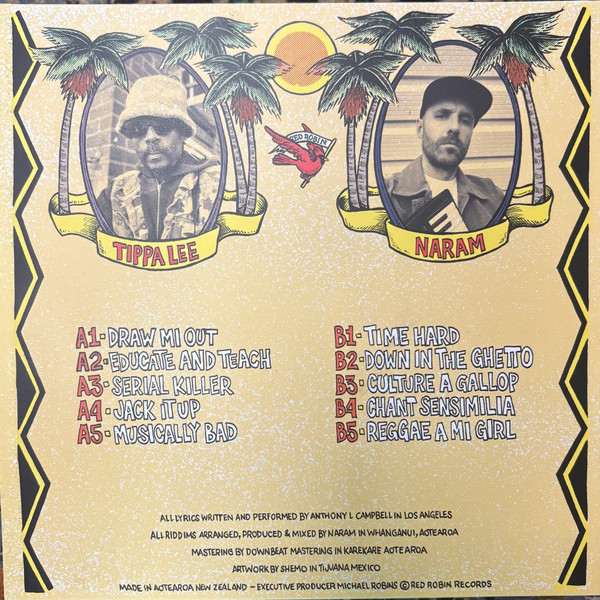 RED ROBIN
TIPPA LEE
NARAM
A1·DRAW MI OUT
A2·EDUCATE AND TEACH
A3·SERIAL KILLER
A4·JACK IT UP
A5·MUSICALLY BAD
B1·TIME HARD
B2·DOWN IN THE GHETTO
B3·CULTURE A GALLOP
B4·CHANT SENSIMILIA
B5·REGGAE A MI GIRL
ALL LYRICS WRITTEN AND PERFORMED BY ANTHONY L CAMPBELL IN LOS ANGELES
ALL RIDDIMS ARRANGED, PRODUCED & MIXED BY NARAM IN WHANGANUI, AOTEAROA
MASTERING BY DOWNBEAT MASTERING IN KAREKARE AOTEAROA
ARTWORK BY SHEMO IN TIJUANA MEXICO
MADE IN AOTEAROA NEW ZEALAND – EXECUTIVE PRODUCER MICHAEL ROBINS © RED ROBIN RECORDS